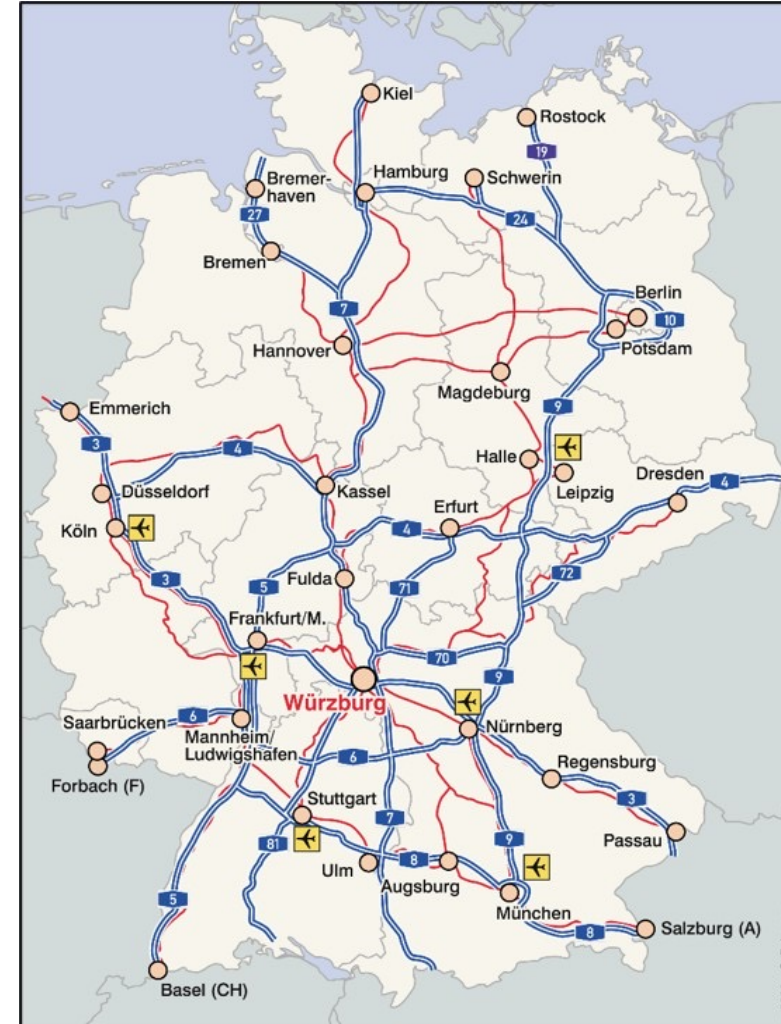 Kiel
Rostock
19
Bremer-
haven
Hamburg
Schwerin
27
24
Bremen
Berlin
7
10
Hannover
Potsdam
Magdeburg
Emmerich
9
3
4
Halle
Dresden
Düsseldorf
Kassel
Leipzig
4
Köln
Erfurt
4
3
Fulda
5
71
72
Frankfurt/M.
70
9
Würzburg
Saarbrücken
6
Mannheim/
Ludwigshafen
Nürnberg
Forbach (F)
6
Regensburg
3
Stuttgart
7
9
Passau
81
8
Ulm
Augsburg
München
5
8
Salzburg (A)
Basel (CH)